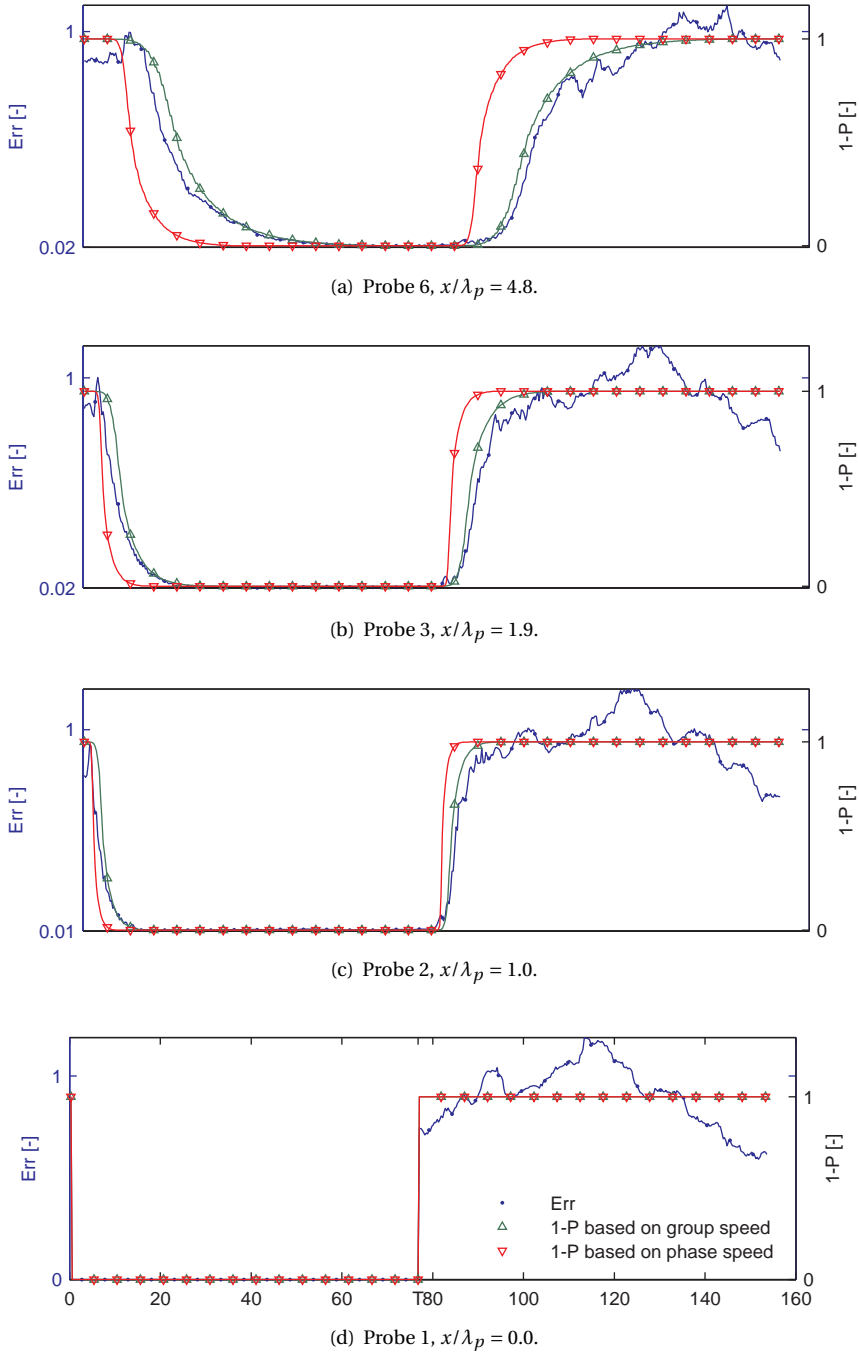 1
1
Err [-]
1-P [-]
0.02
0
(a) Probe 6, x/λp = 4.8.
1
1
Err [-]
1-P [-]
0.02
0
(b) Probe 3, x/λp = 1.9.
1
1
Err [-]
1-P [-]
0.01
0
(c) Probe 2, x/λp = 1.0.
1
1
Err [-]
1-P [-]
Err
1-P based on group speed
1-P based on phase speed
0
0
0 20 40 60 T 80 100 120 140 160
(d) Probe 1, x/λp = 0.0.